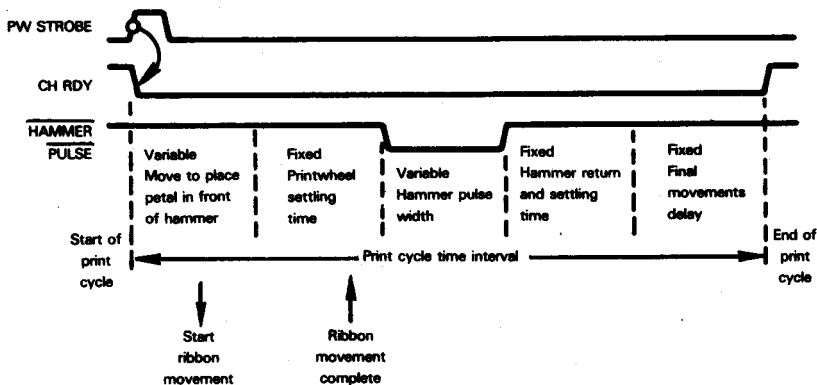 PW STROBE
CH RDY
HAMMER
PULSE
Variable
Move to place
petal in front
of hammer
Fixed
Printwheel
settling
time
Variable
Hammer pulse
width
Fixed
Hammer return
and settling
time
Fixed
Final
movements
delay
Start of
print
cycle
Print cycle time interval
End of
print
cycle
Start
ribbon
movement
Ribbon
movement
complete